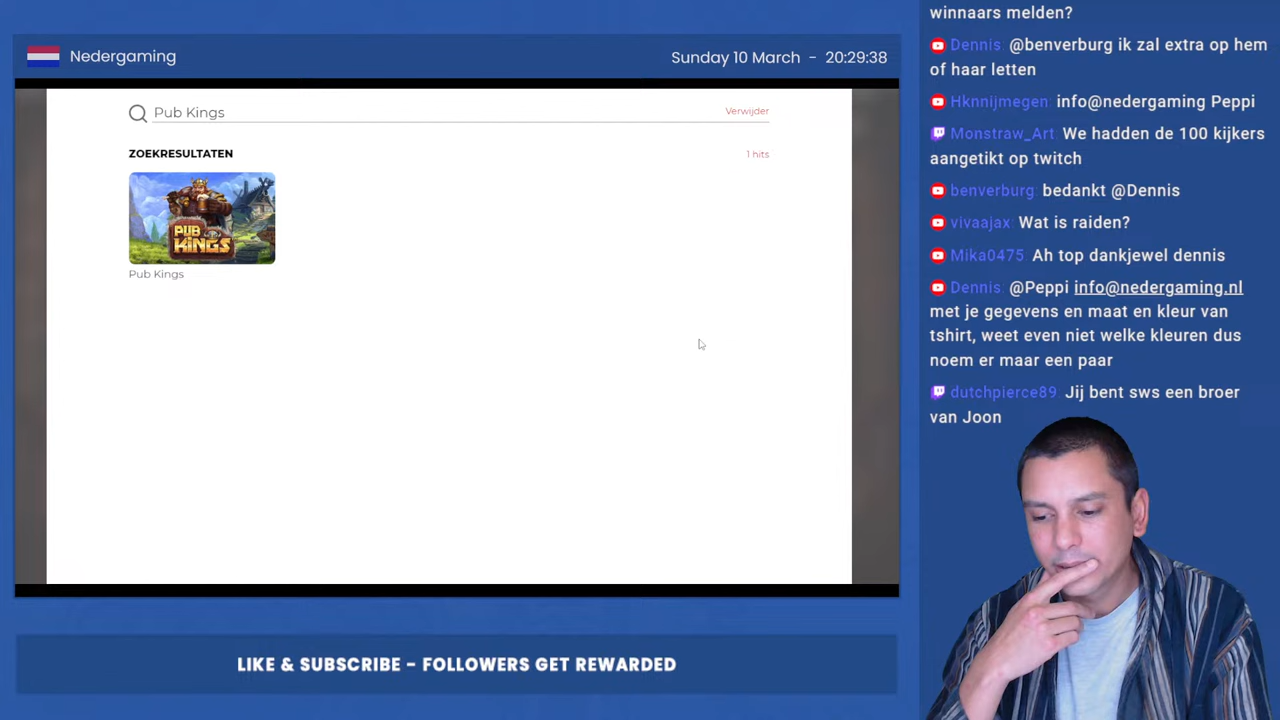 Nedergaming
Sunday 10 March - 20:29:38
Pub Kings
Verwijder
ZOEKRESULTATEN
1 hits
PUB
KINGS
Pub Kings
LIKE & SUBSCRIBE - FOLLOWERS GET REWARDED
winnaars melden?
Dennis: @benverburg ik zal extra op hem
of haar letten
Hknnijmegen: info@nedergaming Peppi
Monstraw_Art: We hadden de 100 kijkers
aangetikt op twitch
benverburg: bedankt @Dennis
vivaajax: Wat is raiden?
Mika0475: Ah top dankjewel dennis
Dennis: @Peppi info@nedergaming.nl
met je gegevens en maat en kleur van
tshirt, weet even niet welke kleuren dus
noem er maar een paar
dutchpierce89: Jij bent sws een broer
van Joon